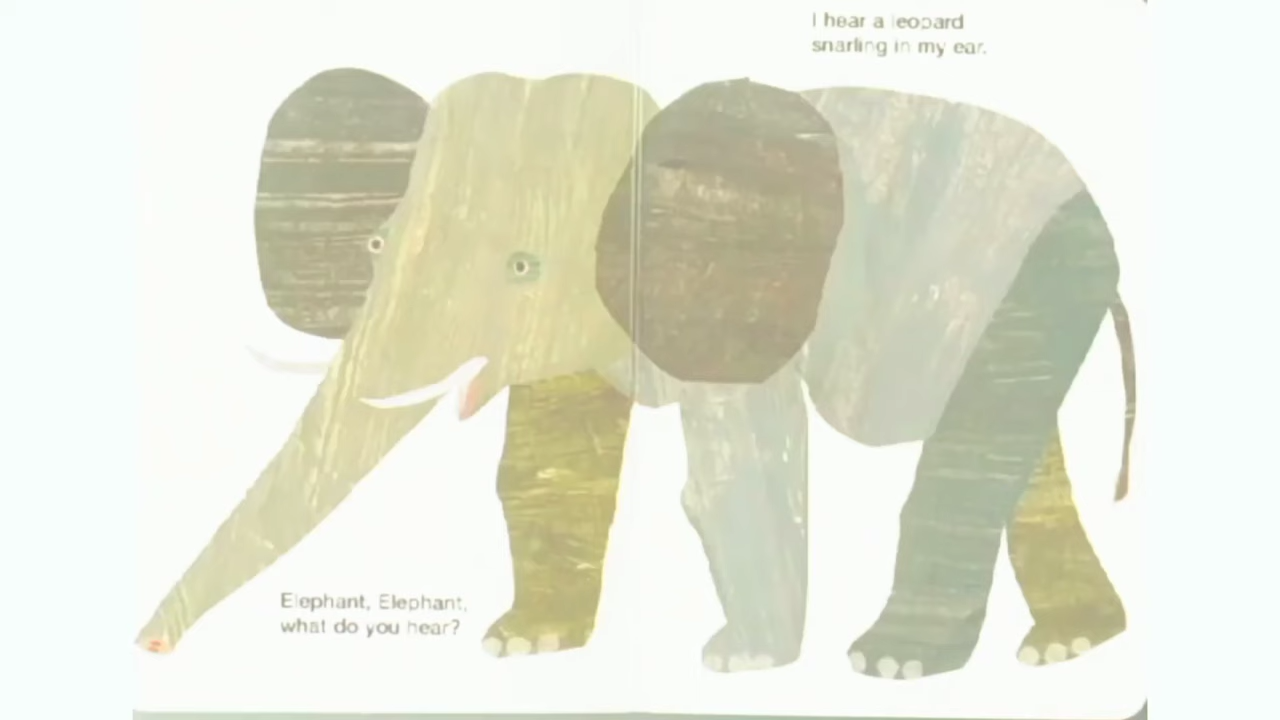 Elephant, Elephant,
what do you hear?
I hear a leopard
snarling in my ear.